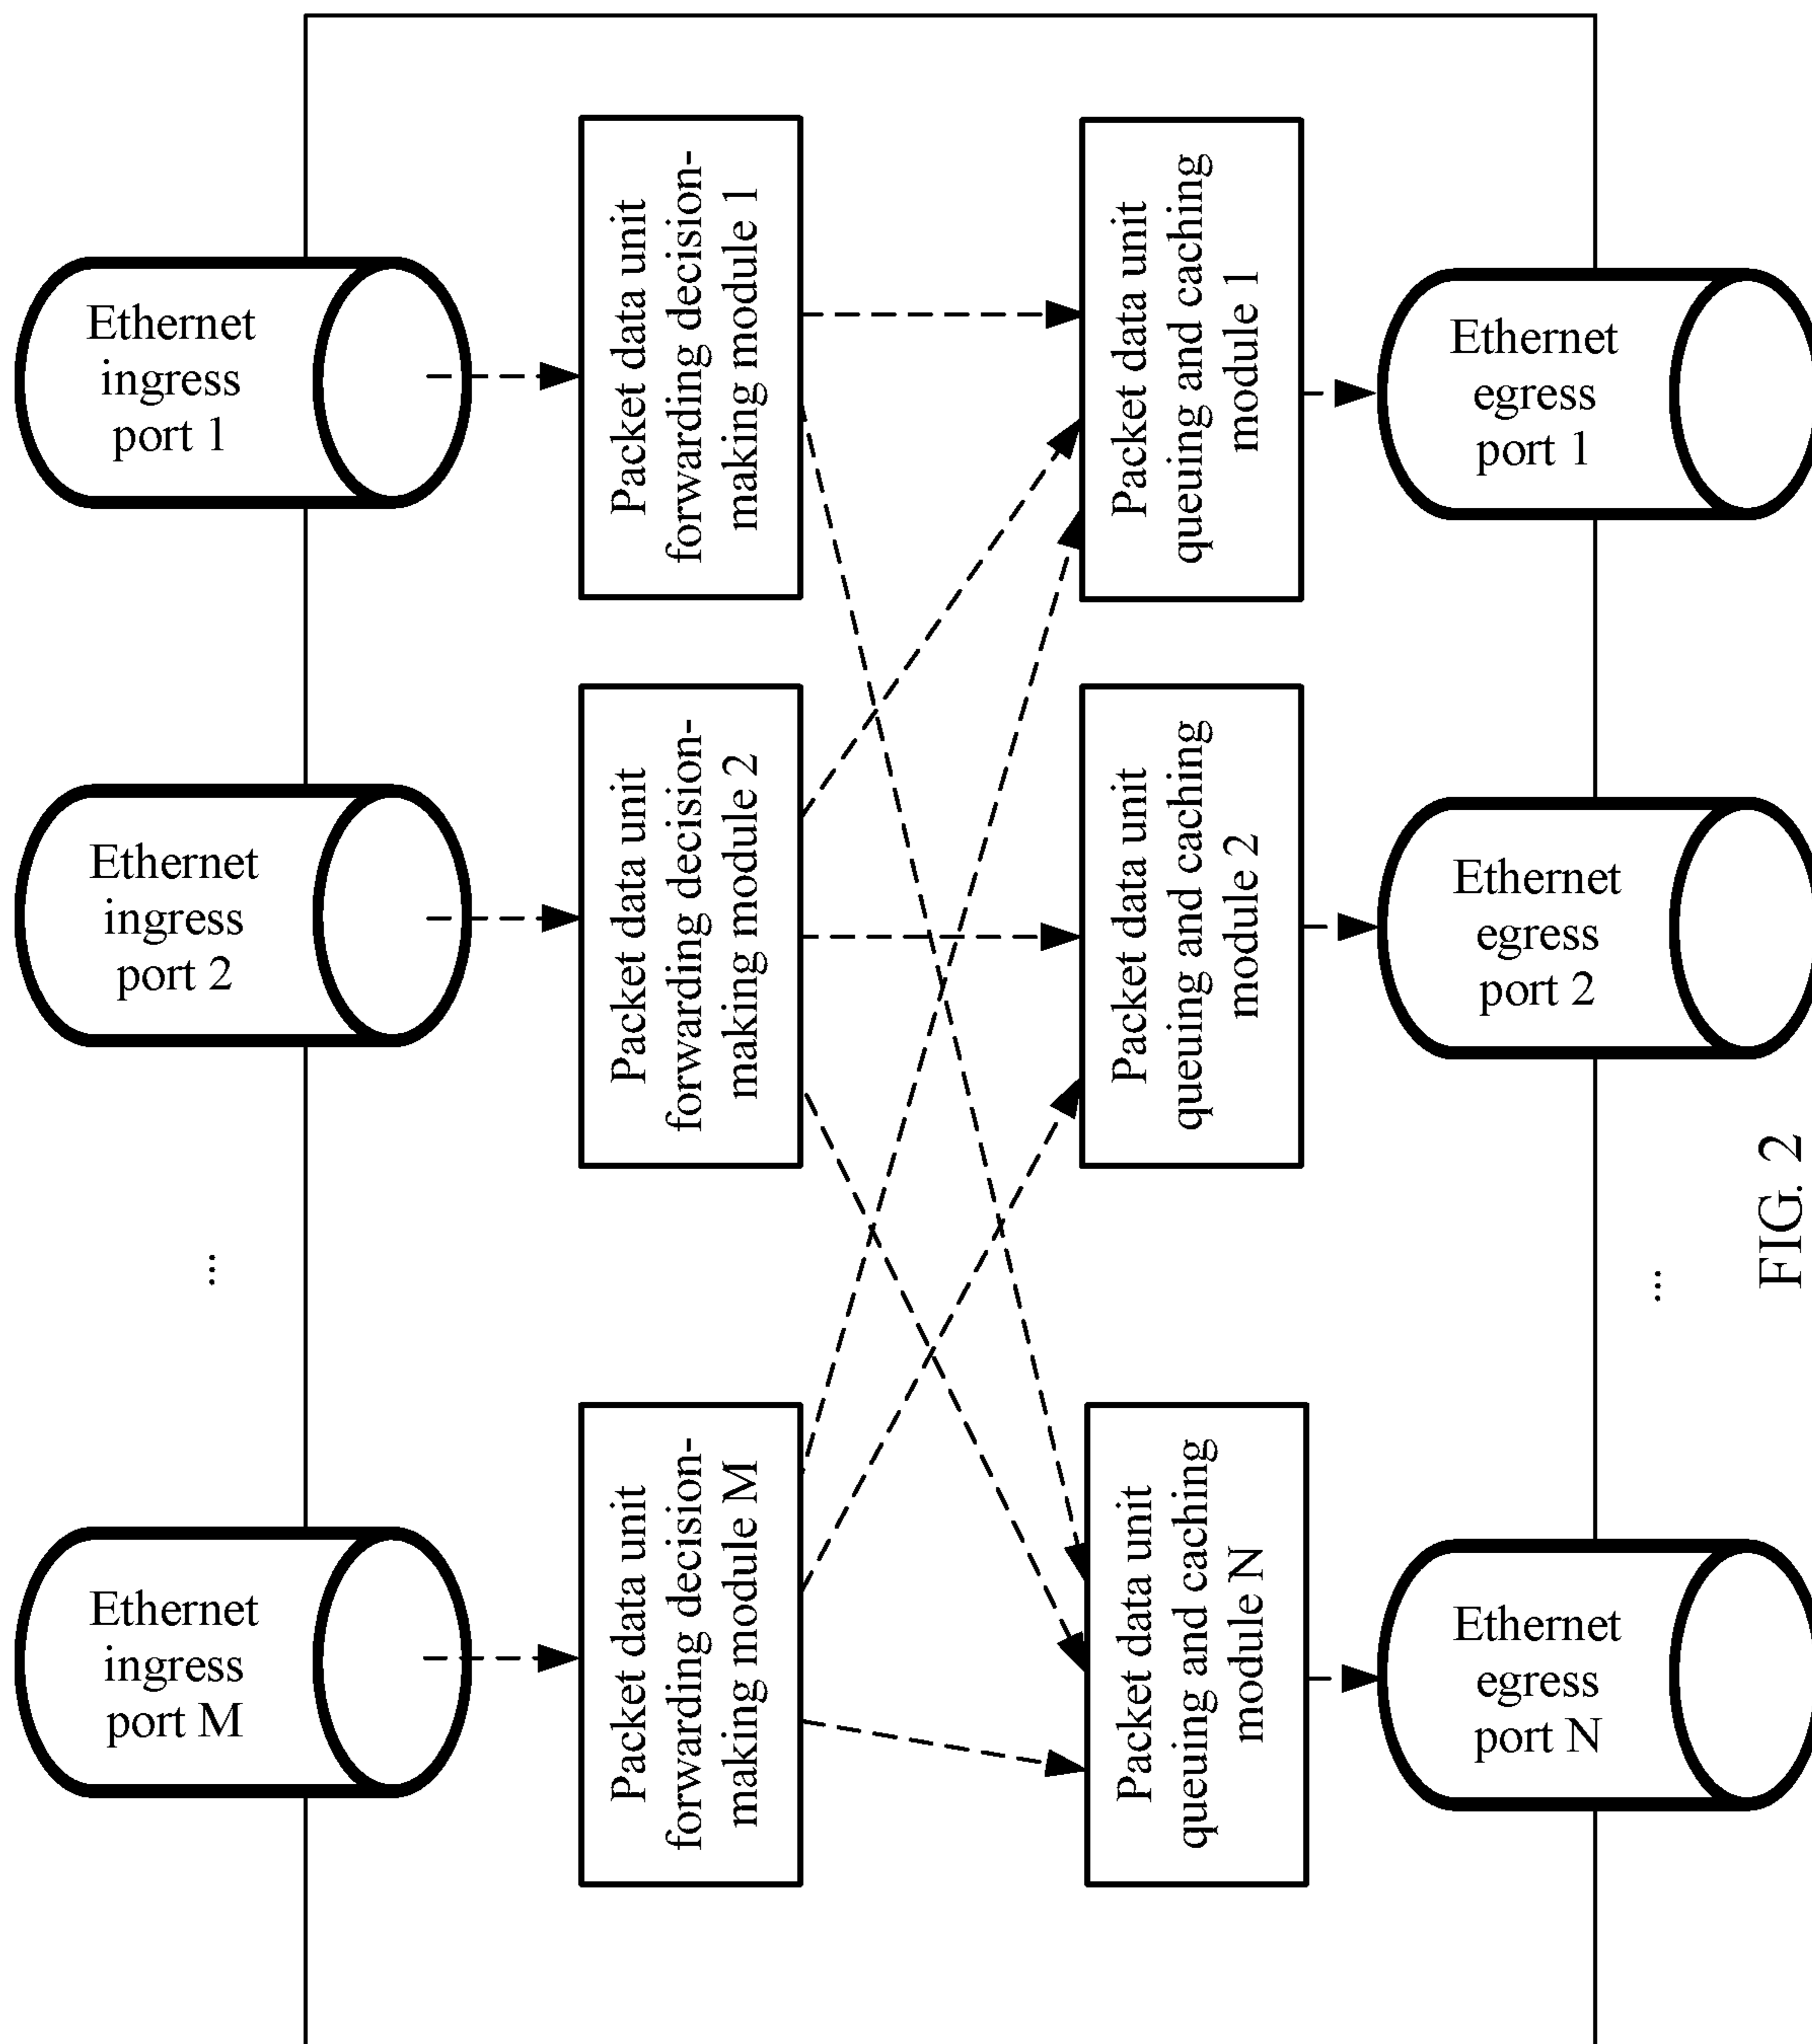 Ethernet
ingress
port 1
Packet data unit
forwarding decision-
making module 1
Packet data unit
queuing and caching
module 1
Ethernet
egress
port 1
Ethernet
ingress
port 2
Packet data unit
forwarding decision-
making module 2
Packet data unit
queuing and caching
module 2
Ethernet
egress
port 2
...
...
Ethernet
ingress
port M
Packet data unit
forwarding decision-
making module M
Packet data unit
queuing and caching
module N
Ethernet
egress
port N
FIG. 2